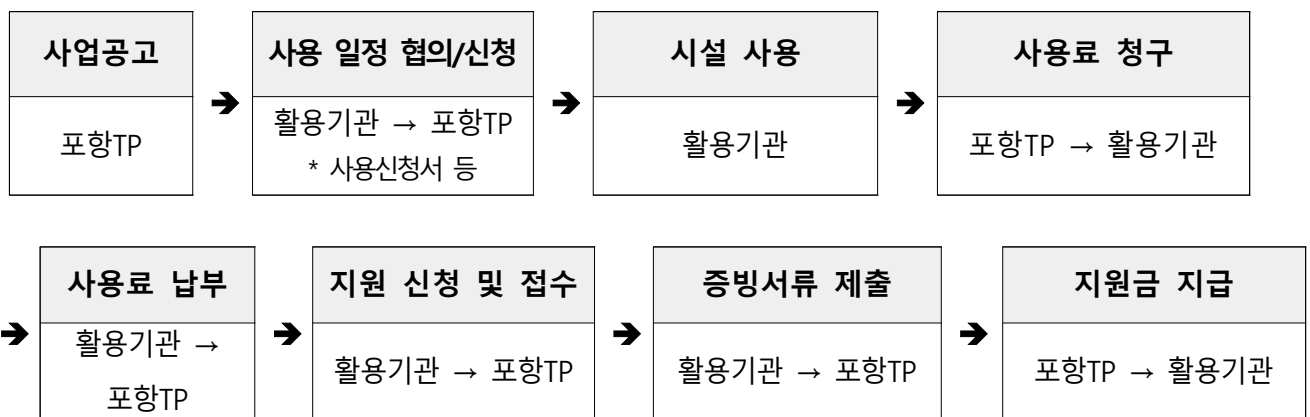 사업공고
포항TP
➔
사용 일정 협의/신청
활용기관 → 포항TP
* 사용신청서 등
➔
시설 사용
활용기관
➔
사용료 청구
포항TP → 활용기관
➔
사용료 납부
활용기관 →
포항TP
➔
지원 신청 및 접수
활용기관 → 포항TP
➔
증빙서류 제출
활용기관 → 포항TP
➔
지원금 지급
포항TP → 활용기관